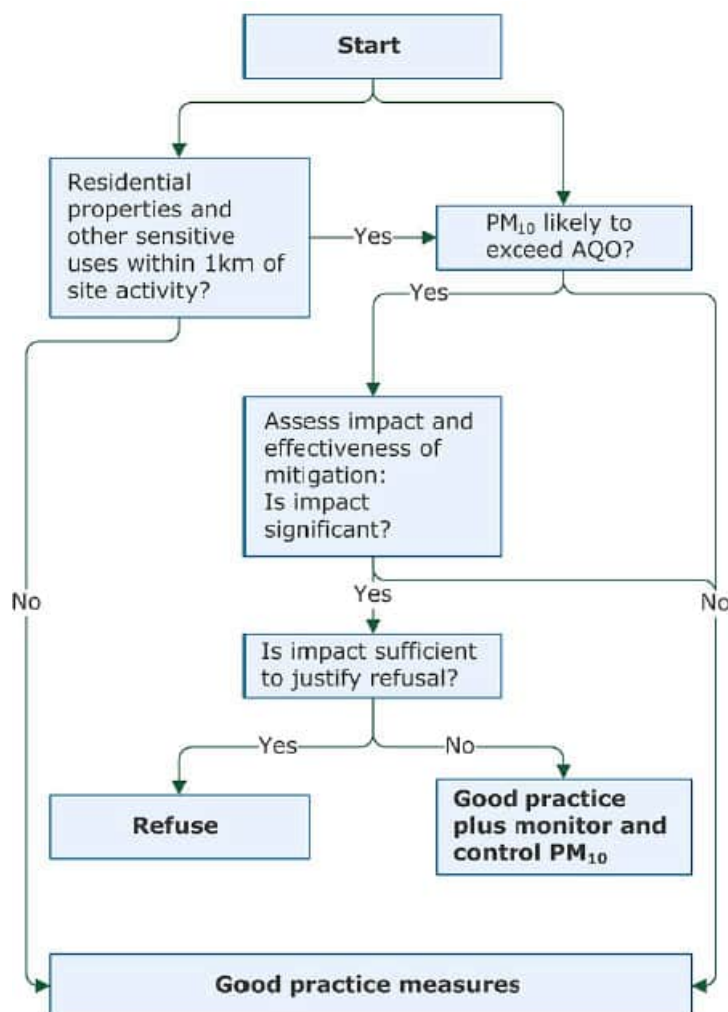 Start
Residential
properties and
other sensitive
uses within 1km of
site activity?
Yes
PM₁₀ likely to
exceed AQO?
Yes
Assess impact and
effectiveness of
mitigation:
Is impact
significant?
No
Yes
No
Is impact sufficient
to justify refusal?
Yes
No
Refuse
Good practice
plus monitor and
control PM₁₀
Good practice measures